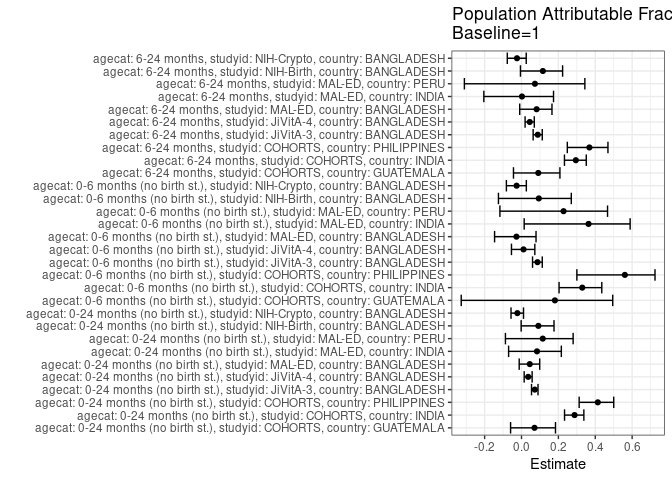 Population Attributable Frac
Baseline=1
agecat: 6-24 months, studyid: NIH-Crypto, country: BANGLADESH
agecat: 6-24 months, studyid: NIH-Birth, country: BANGLADESH
agecat: 6-24 months, studyid: MAL-ED, country: PERU
agecat: 6-24 months, studyid: MAL-ED, country: INDIA
agecat: 6-24 months, studyid: MAL-ED, country: BANGLADESH
agecat: 6-24 months, studyid: JiVitA-4, country: BANGLADESH
agecat: 6-24 months, studyid: JiVitA-3, country: BANGLADESH
agecat: 6-24 months, studyid: COHORTS, country: PHILIPPINES
agecat: 6-24 months, studyid: COHORTS, country: INDIA
agecat: 6-24 months, studyid: COHORTS, country: GUATEMALA
agecat: 0-6 months (no birth st.), studyid: NIH-Crypto, country: BANGLADESH
agecat: 0-6 months (no birth st.), studyid: NIH-Birth, country: BANGLADESH
agecat: 0-6 months (no birth st.), studyid: MAL-ED, country: PERU
agecat: 0-6 months (no birth st.), studyid: MAL-ED, country: INDIA
agecat: 0-6 months (no birth st.), studyid: MAL-ED, country: BANGLADESH
agecat: 0-6 months (no birth st.), studyid: JiVitA-4, country: BANGLADESH
agecat: 0-6 months (no birth st.), studyid: JiVitA-3, country: BANGLADESH
agecat: 0-6 months (no birth st.), studyid: COHORTS, country: PHILIPPINES
agecat: 0-6 months (no birth st.), studyid: COHORTS, country: INDIA
agecat: 0-6 months (no birth st.), studyid: COHORTS, country: GUATEMALA
agecat: 0-24 months (no birth st.), studyid: NIH-Crypto, country: BANGLADESH
agecat: 0-24 months (no birth st.), studyid: NIH-Birth, country: BANGLADESH
agecat: 0-24 months (no birth st.), studyid: MAL-ED, country: PERU
agecat: 0-24 months (no birth st.), studyid: MAL-ED, country: INDIA
agecat: 0-24 months (no birth st.), studyid: MAL-ED, country: BANGLADESH
agecat: 0-24 months (no birth st.), studyid: JiVitA-4, country: BANGLADESH
agecat: 0-24 months (no birth st.), studyid: JiVitA-3, country: BANGLADESH
agecat: 0-24 months (no birth st.), studyid: COHORTS, country: PHILIPPINES
agecat: 0-24 months (no birth st.), studyid: COHORTS, country: INDIA
agecat: 0-24 months (no birth st.), studyid: COHORTS, country: GUATEMALA
-0.2 0.0 0.2 0.4 0.6
Estimate